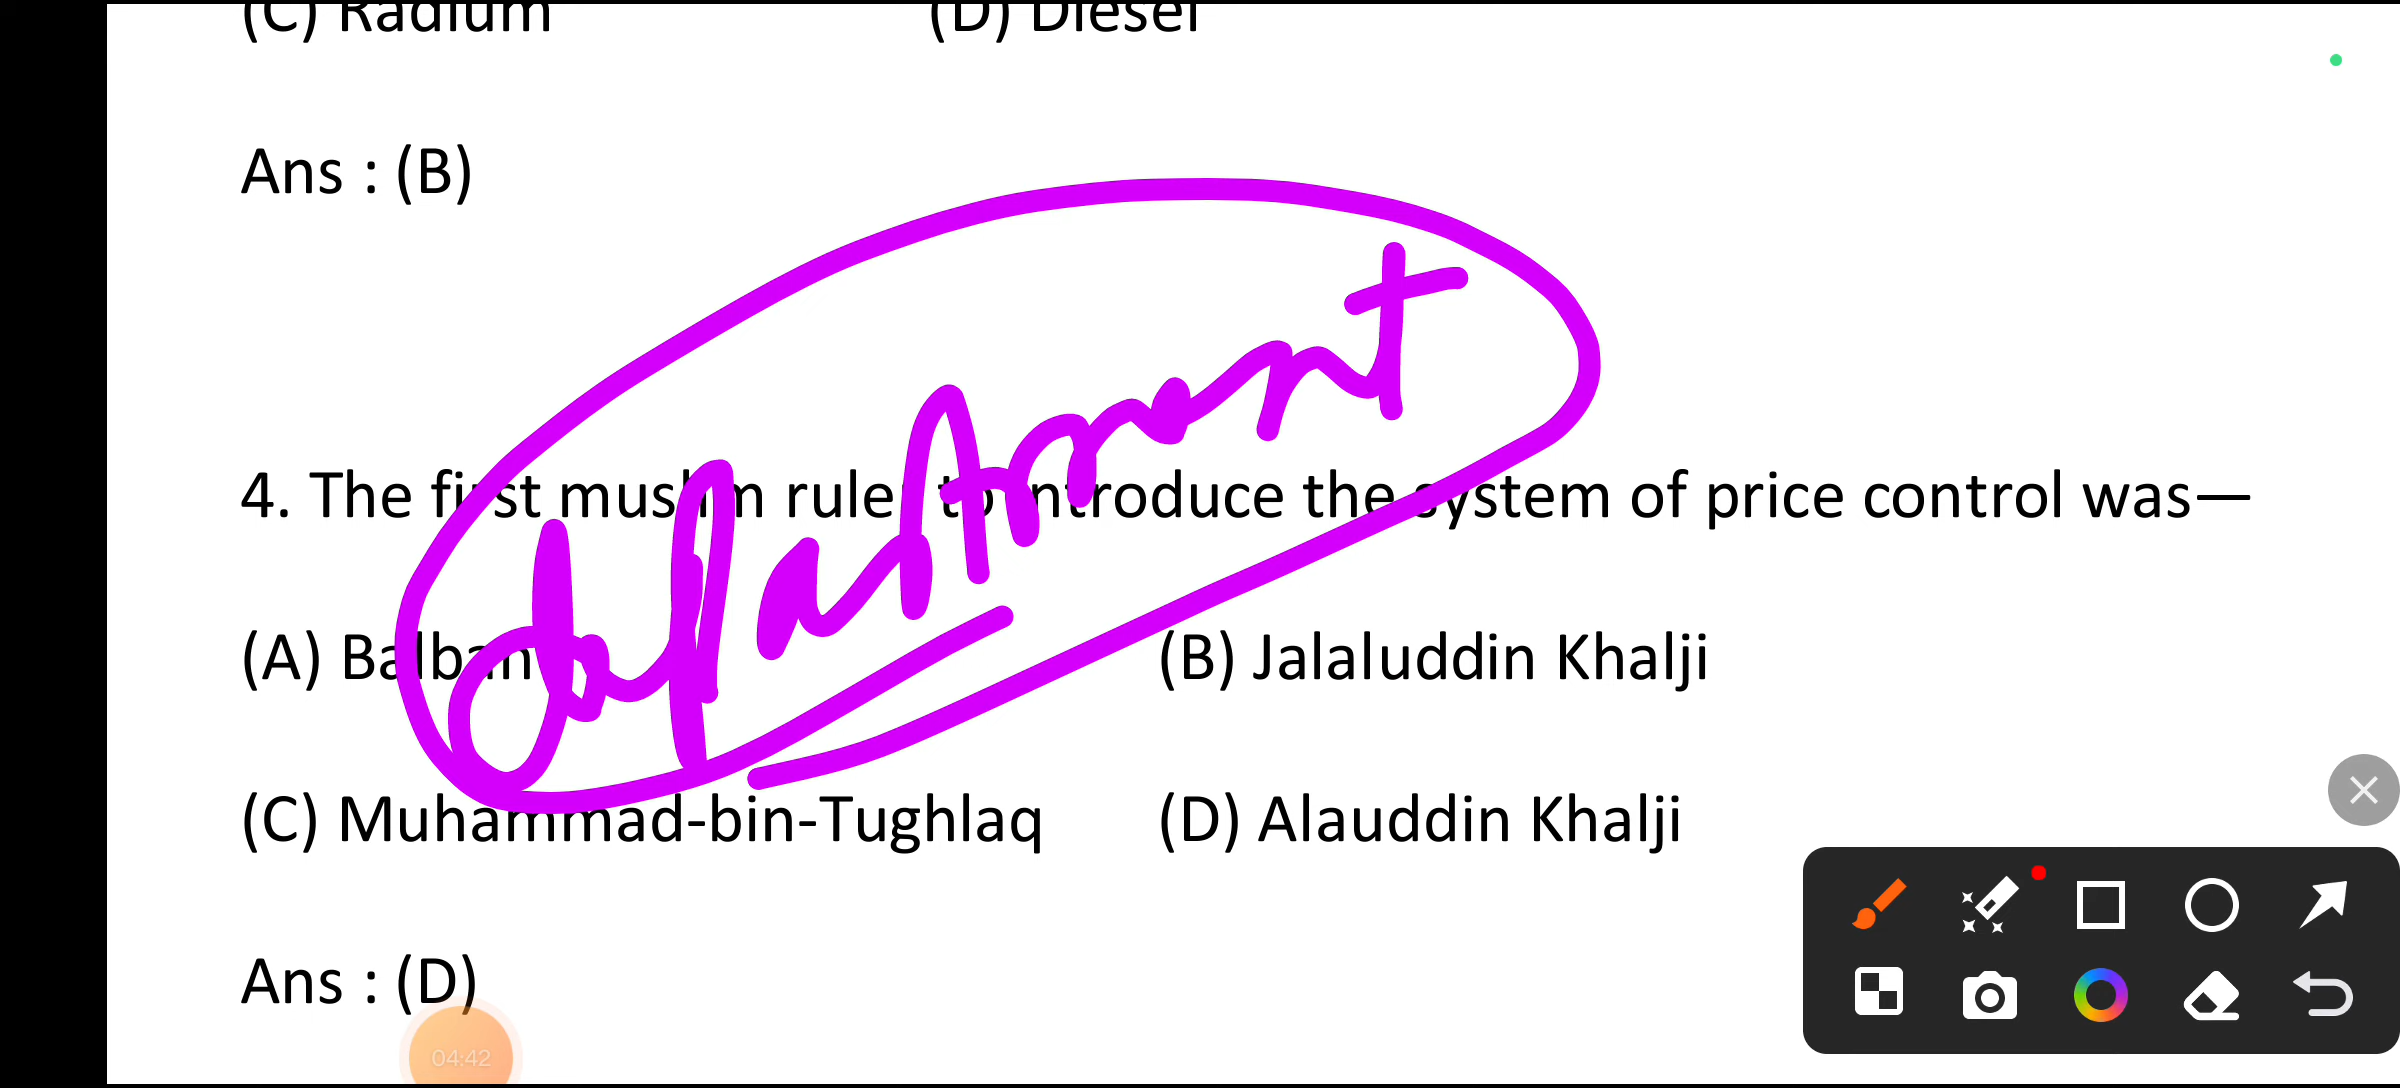 (C) Radium (D) Diesel
Ans : (B)
department
4. The first muslim ruler to introduce the system of price control was—
(A) Balban (B) Jalaluddin Khalji
(C) Muhammad-bin-Tughlaq (D) Alauddin Khalji
Ans : (D)
04:42